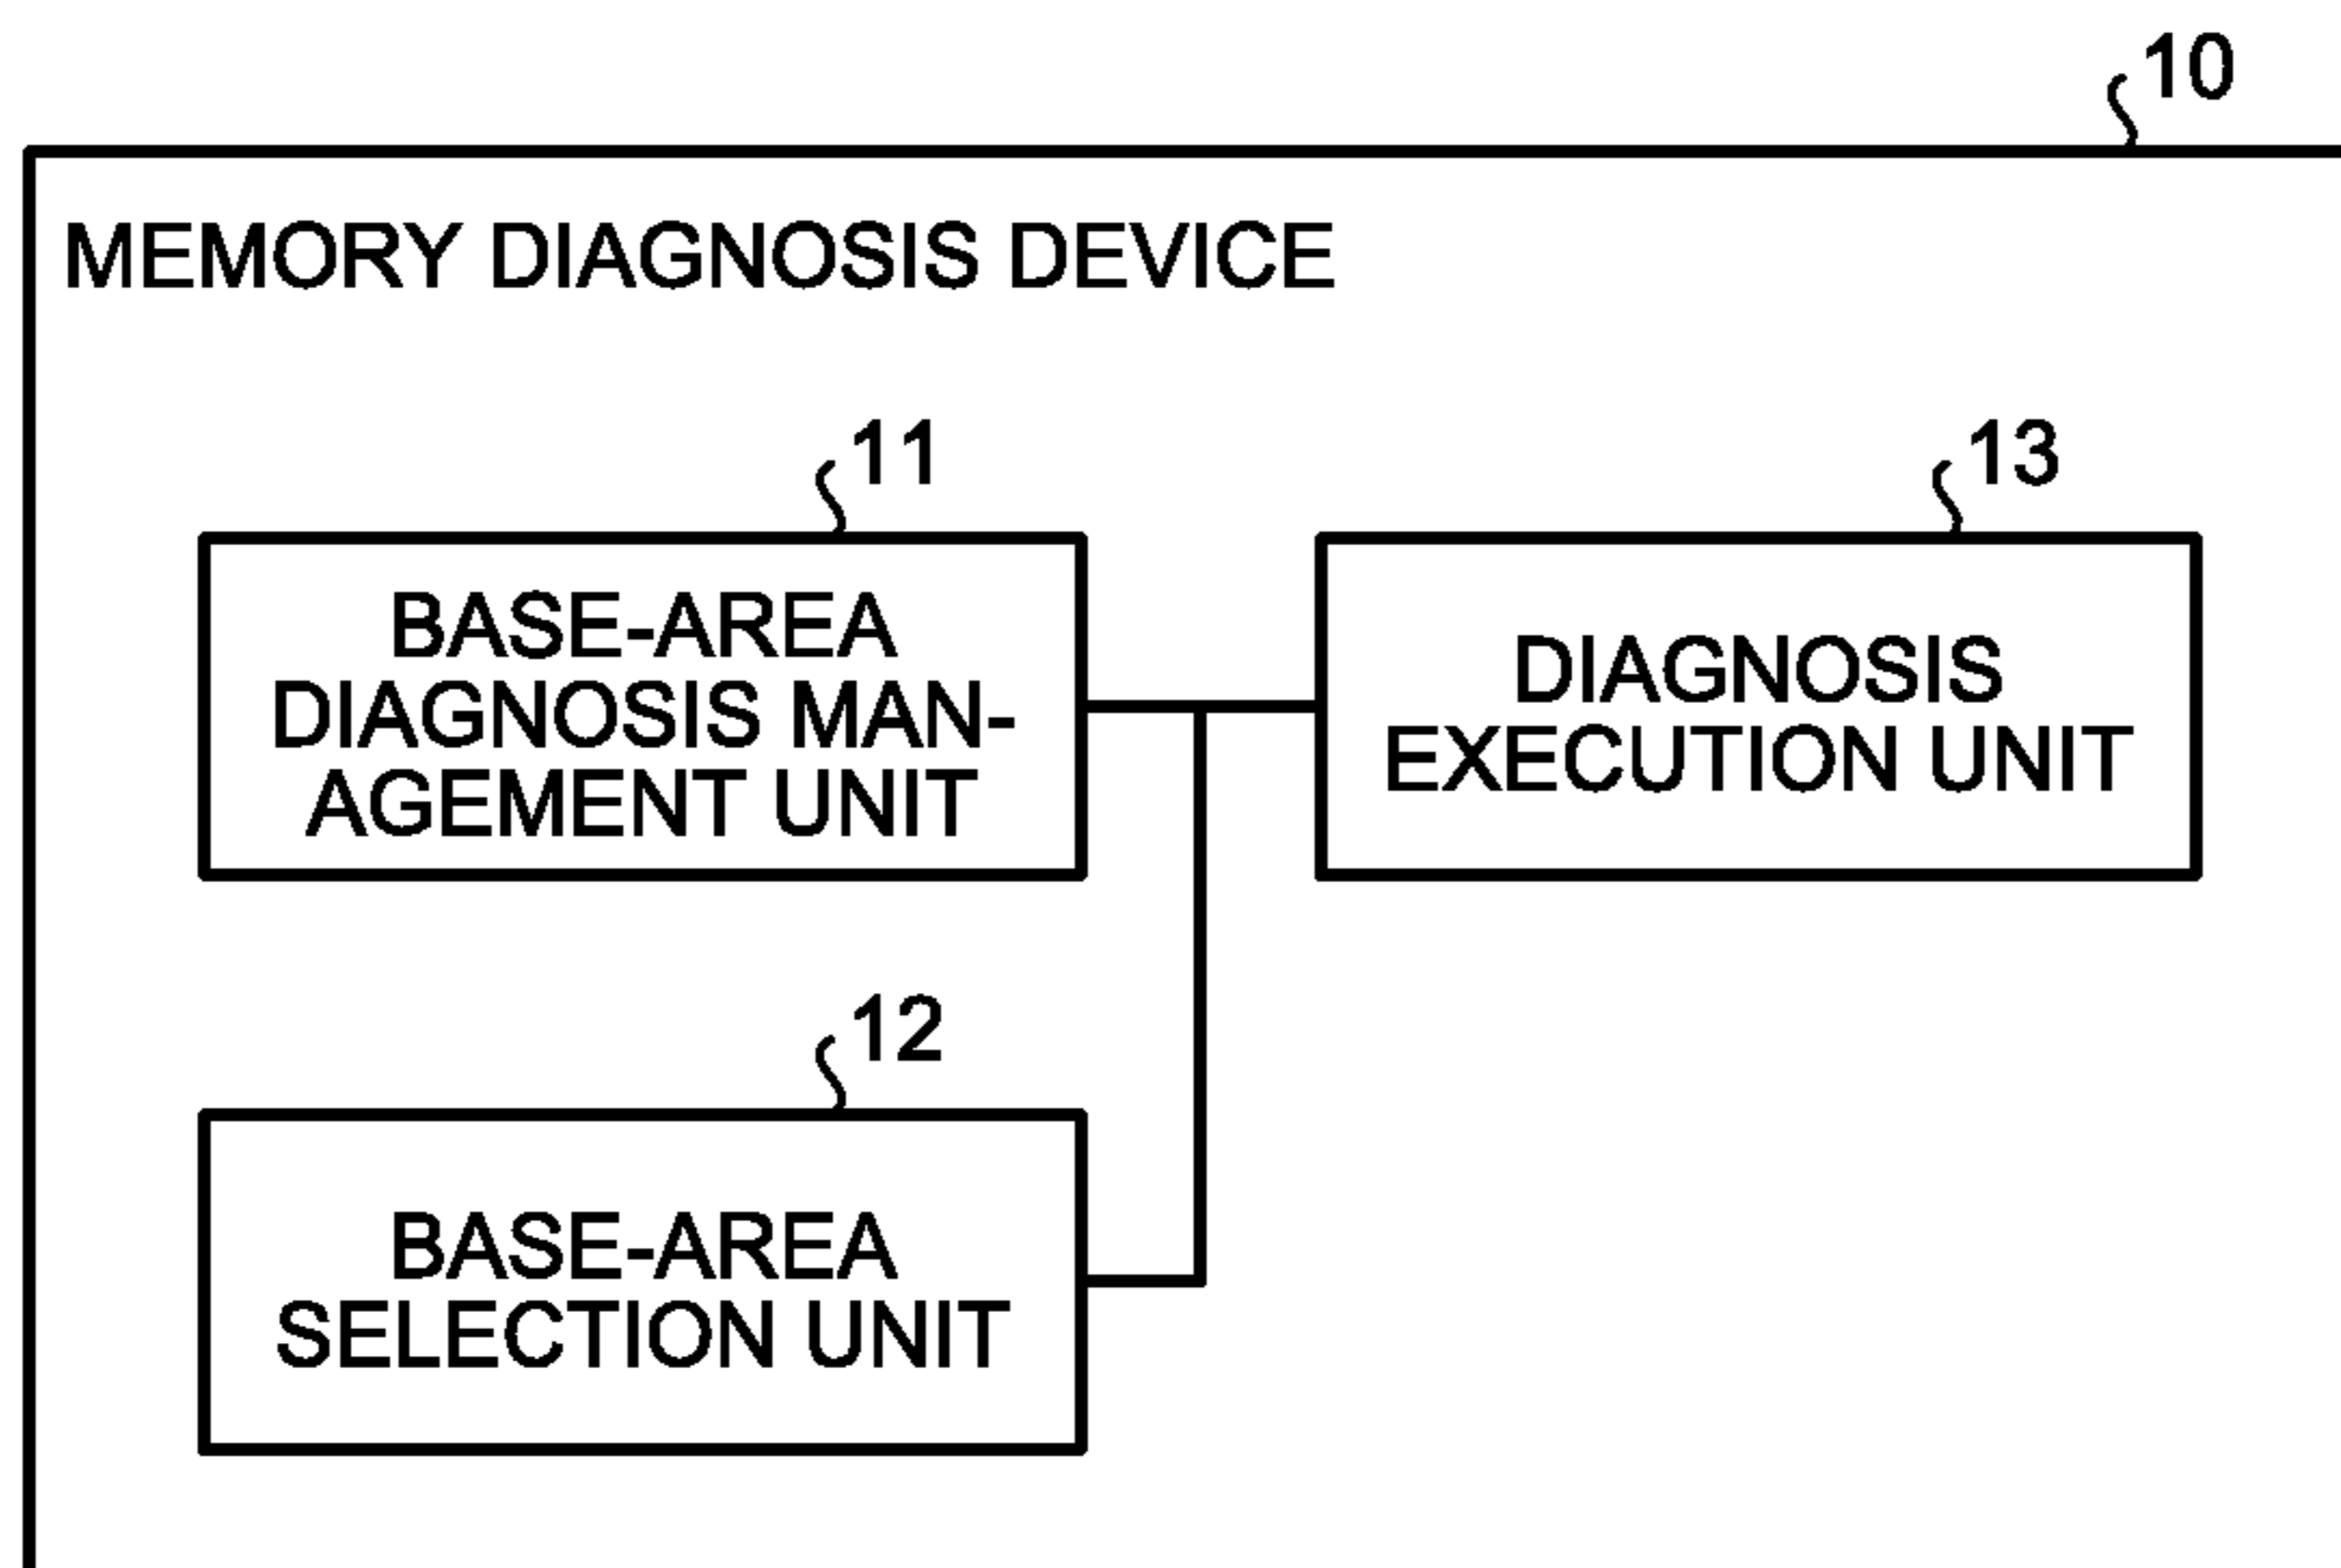 10
MEMORY DIAGNOSIS DEVICE
11
BASE-AREA
DIAGNOSIS MAN-
AGEMENT UNIT
13
DIAGNOSIS
EXECUTION UNIT
12
BASE-AREA
SELECTION UNIT